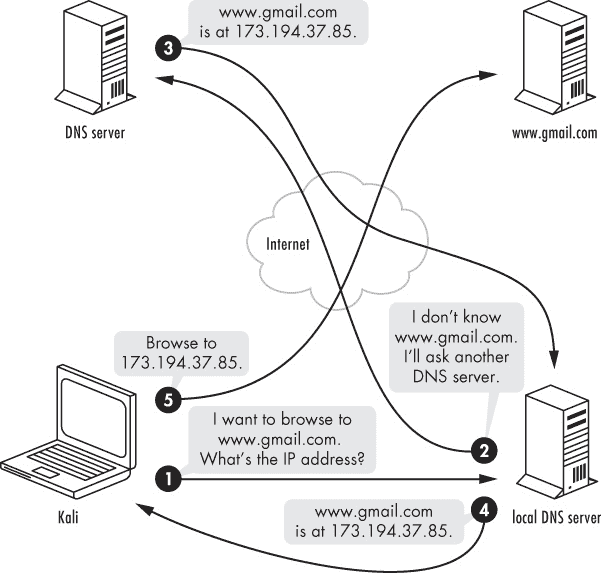 www.gmail.com
is at 173.194.37.85.
3
DNS server
www.gmail.com
Internet
I don’t know
www.gmail.com.
I’ll ask another
DNS server.
Browse to
173.194.37.85.
5
I want to browse to
www.gmail.com.
What’s the IP address?
2
1
www.gmail.com
is at 173.194.37.85.
4
Kali
local DNS server